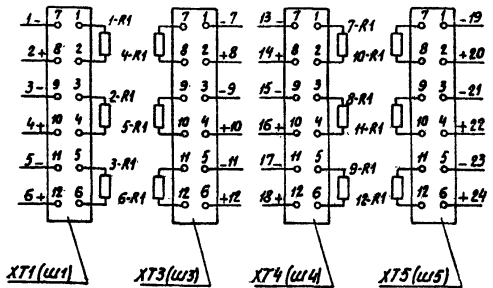 1- 7 1 1-R1 7 1 -7 13- 7 1 7-R1 7 1 -19
2+ 8 2 4-R1 8 2 +8 14+ 8 2 10-R1 8 2 +20
3- 9 3 2-R1 9 3 -9 15- 9 3 8-R1 9 3 -21
4+ 10 4 5-R1 10 4 +10 16+ 10 4 11-R1 10 4 +22
5- 11 5 3-R1 11 5 -11 17- 11 5 9-R1 11 5 -23
6+ 12 6 6-R1 12 6 +12 18+ 12 6 12-R1 12 6 +24
XT1(Ш1) XT3(Ш3) XT4(Ш4) XT5(Ш5)